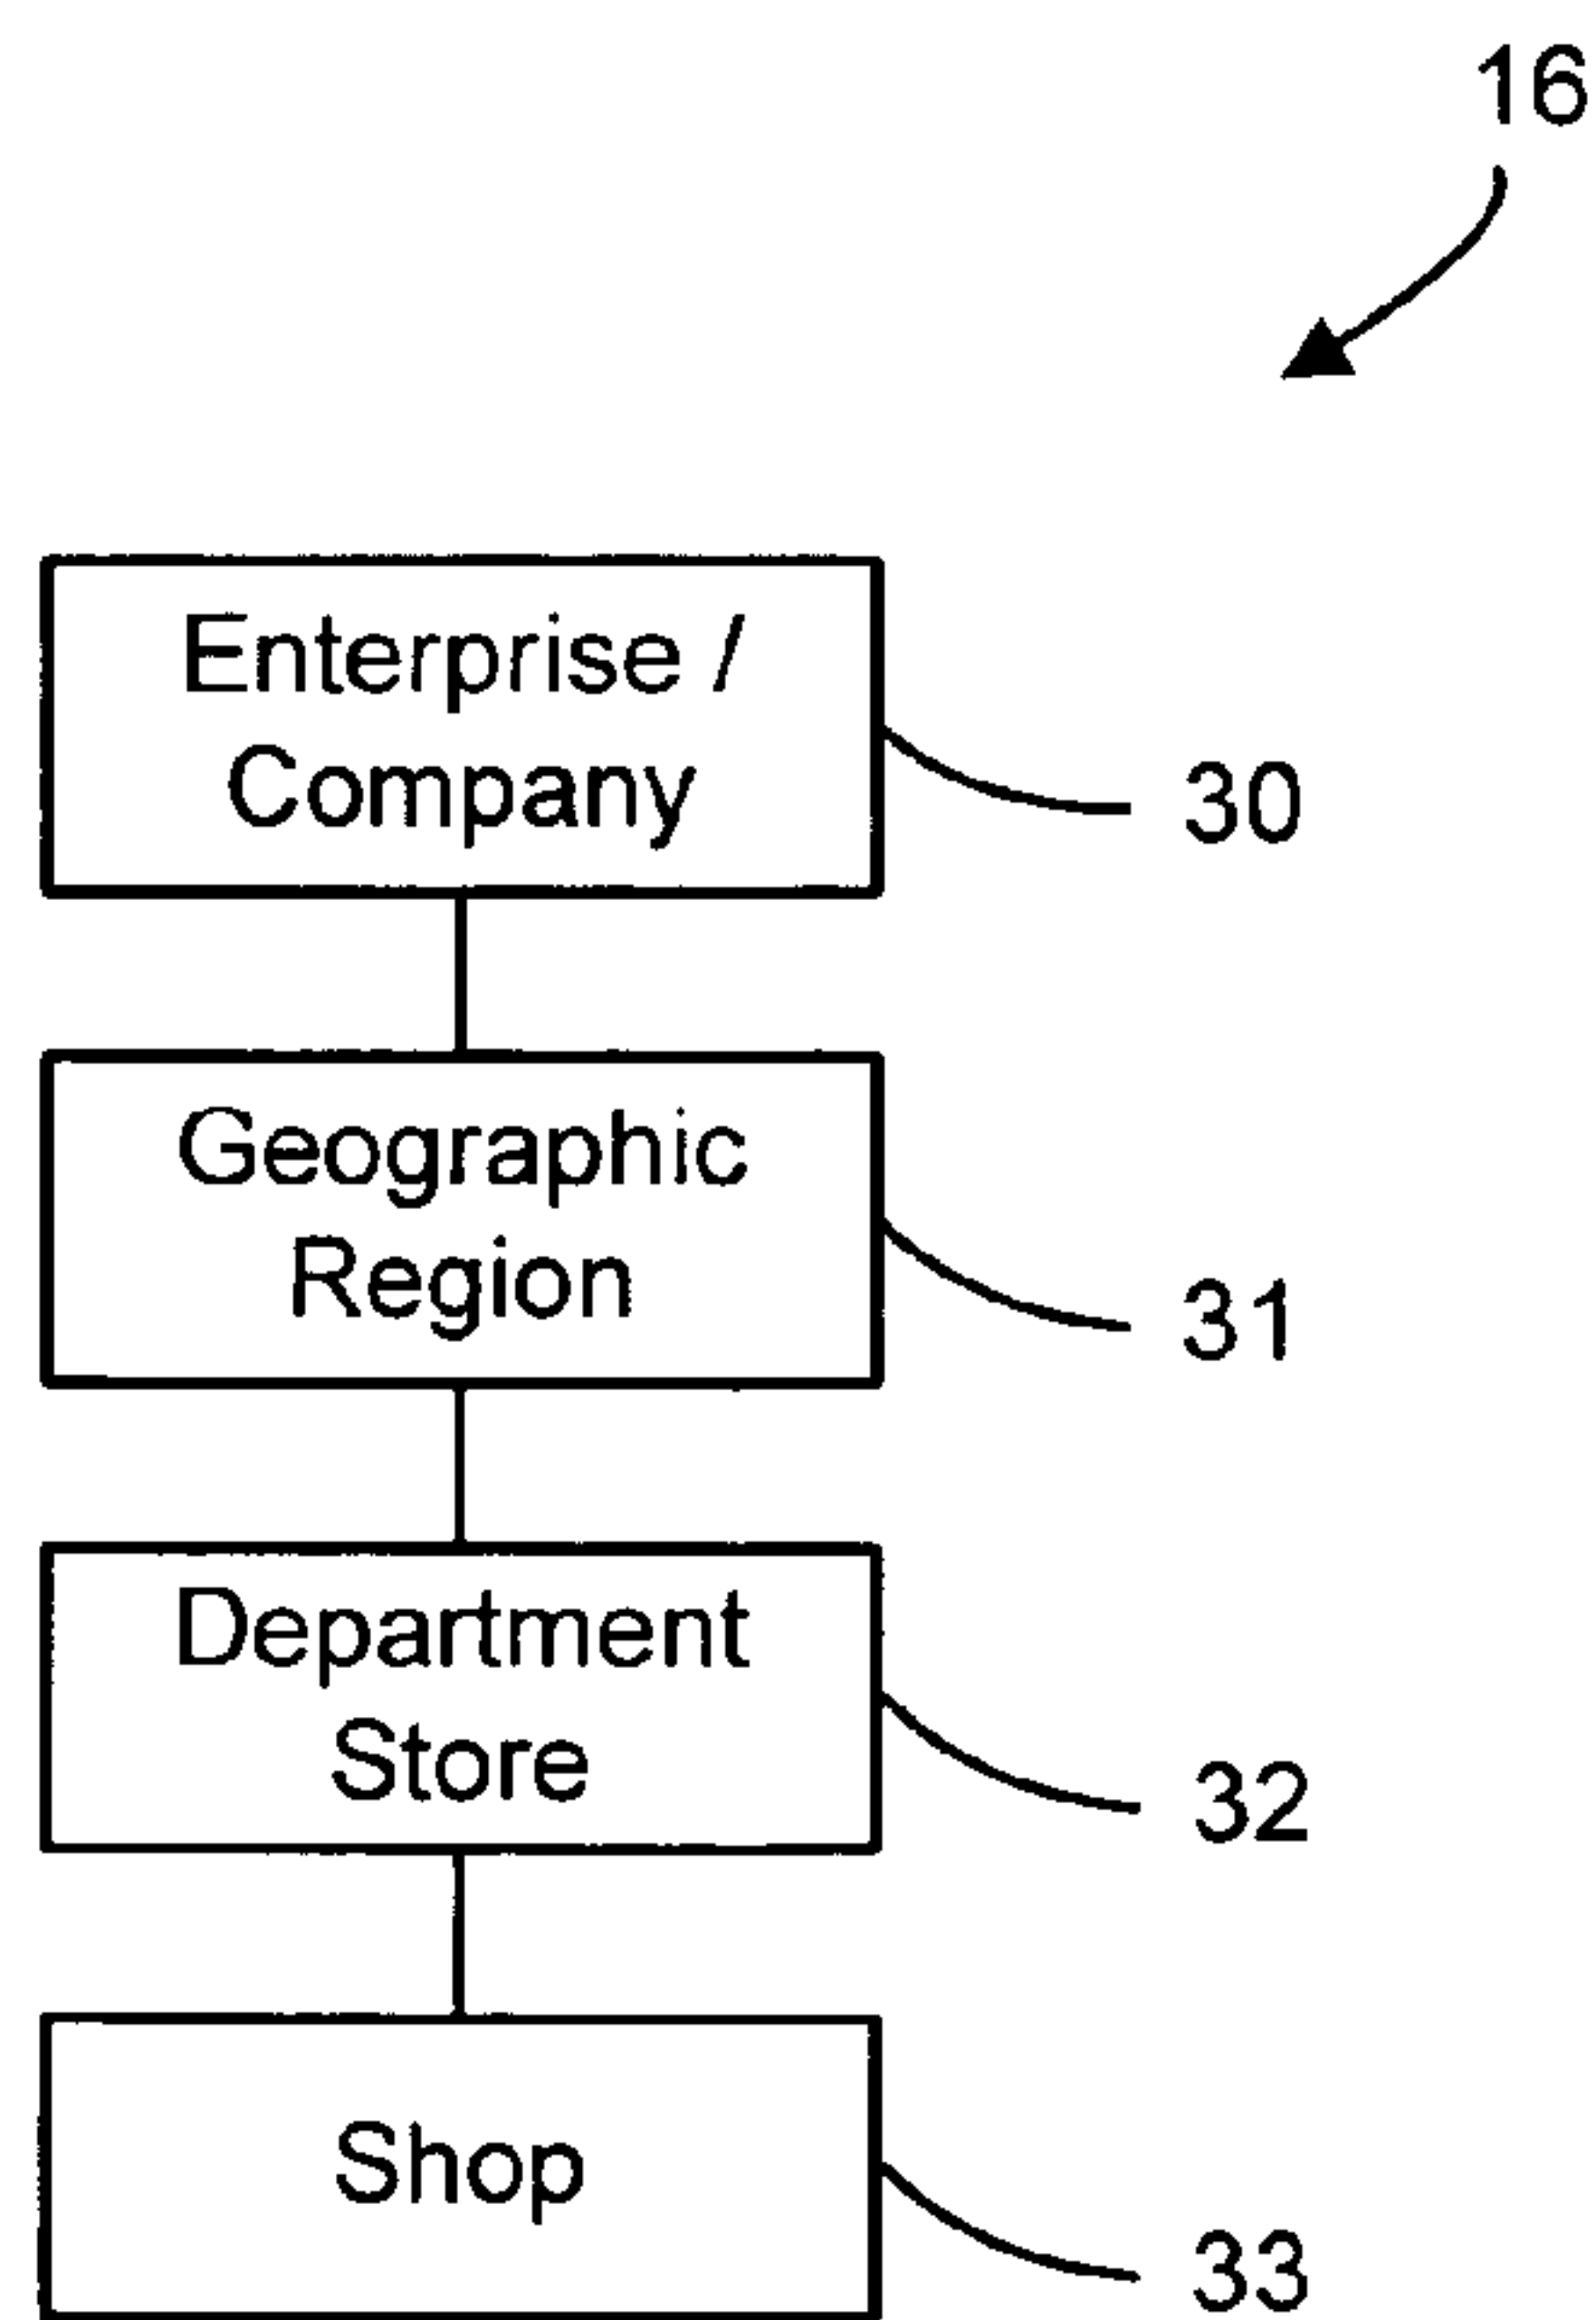 16
Enterprise /
Company
30
Geographic
Region
31
Department
Store
32
Shop
33